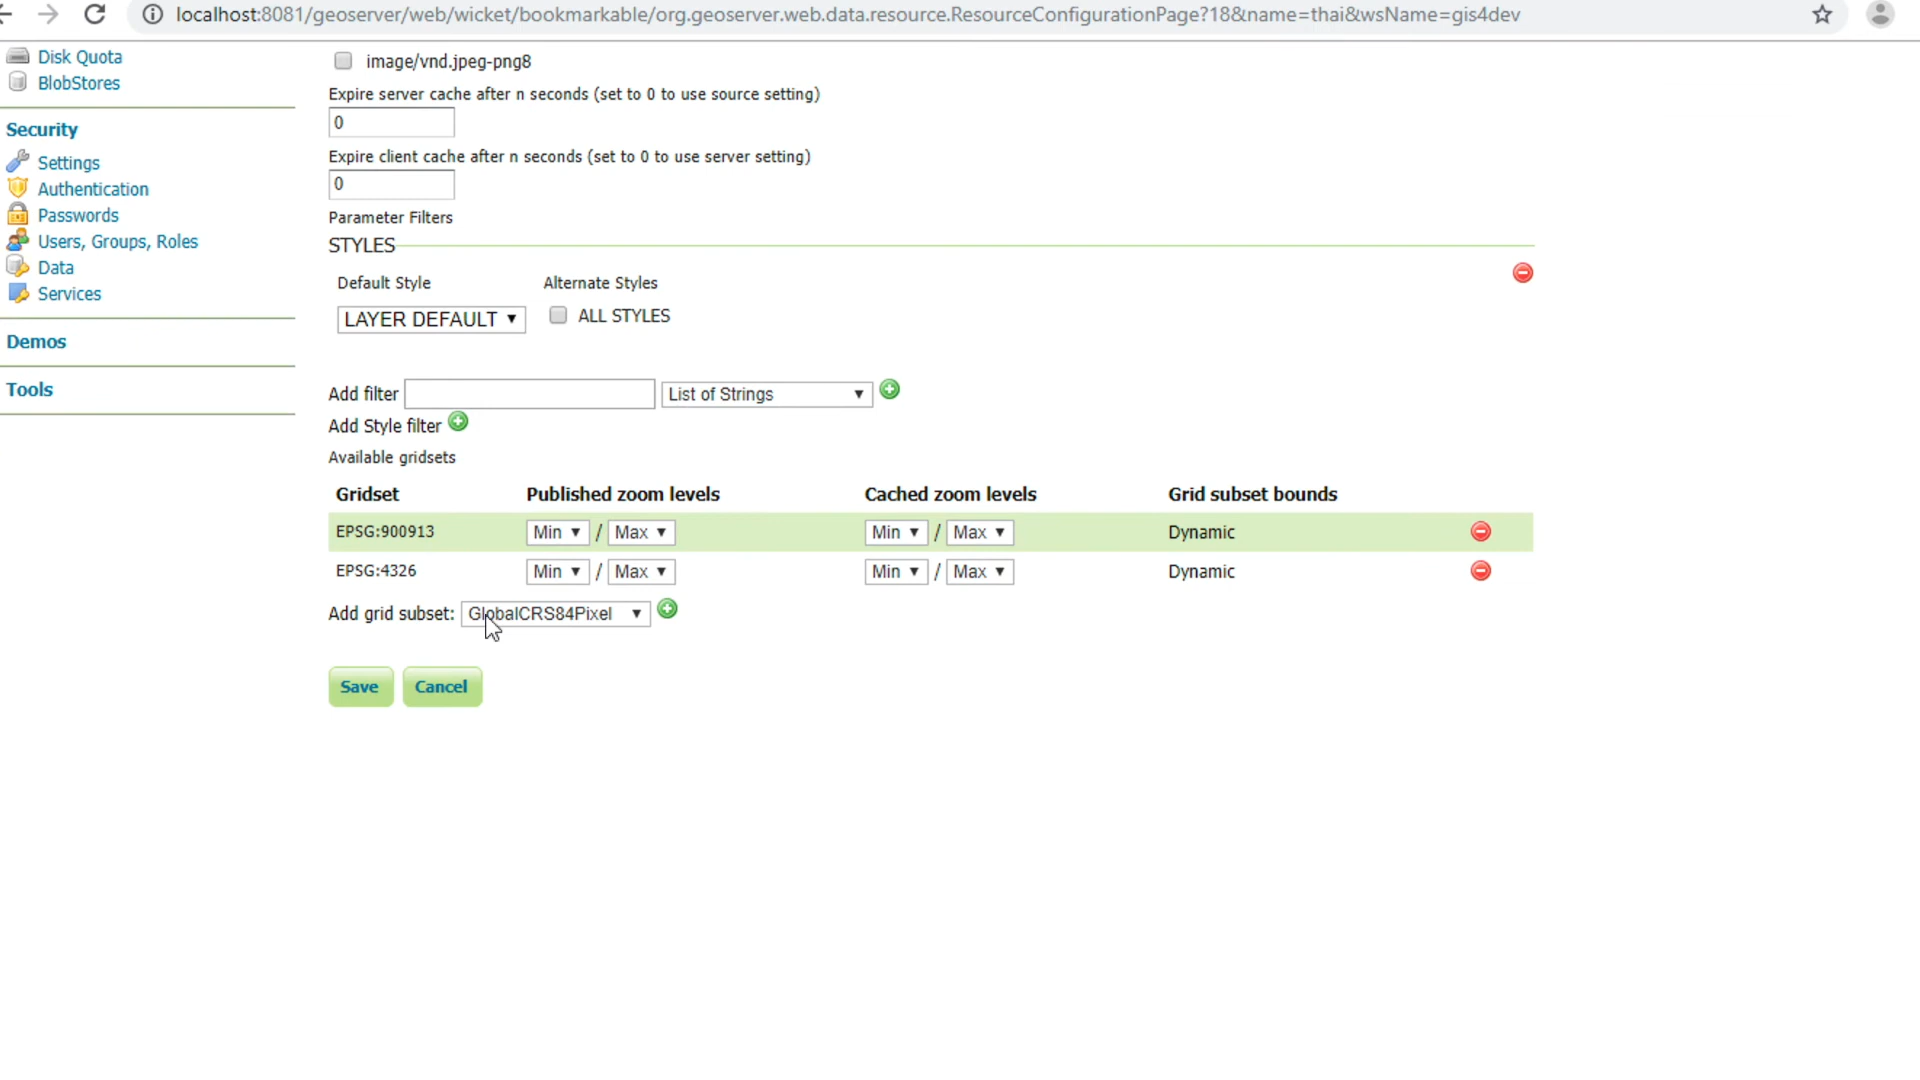 localhost:8081/geoserver/web/wicket/bookmarkable/org.geoserver.web.data.resource.ResourceConfigurationPage?18&name=thai&wsName=gis4dev
Disk Quota
BlobStores
Security
Settings
Authentication
Passwords
Users, Groups, Roles
Data
Services
Demos
Tools
image/vnd.jpeg-png8
Expire server cache after n seconds (set to 0 to use source setting)
0
Expire client cache after n seconds (set to 0 to use server setting)
0
Parameter Filters
STYLES
Default Style Alternate Styles
LAYER DEFAULT ALL STYLES
Add filter List of Strings
Add Style filter
Available gridsets
Gridset Published zoom levels Cached zoom levels Grid subset bounds
EPSG:900913 Min / Max Min / Max Dynamic
EPSG:4326 Min / Max Min / Max Dynamic
Add grid subset: GlobalCRS84Pixel
Save Cancel